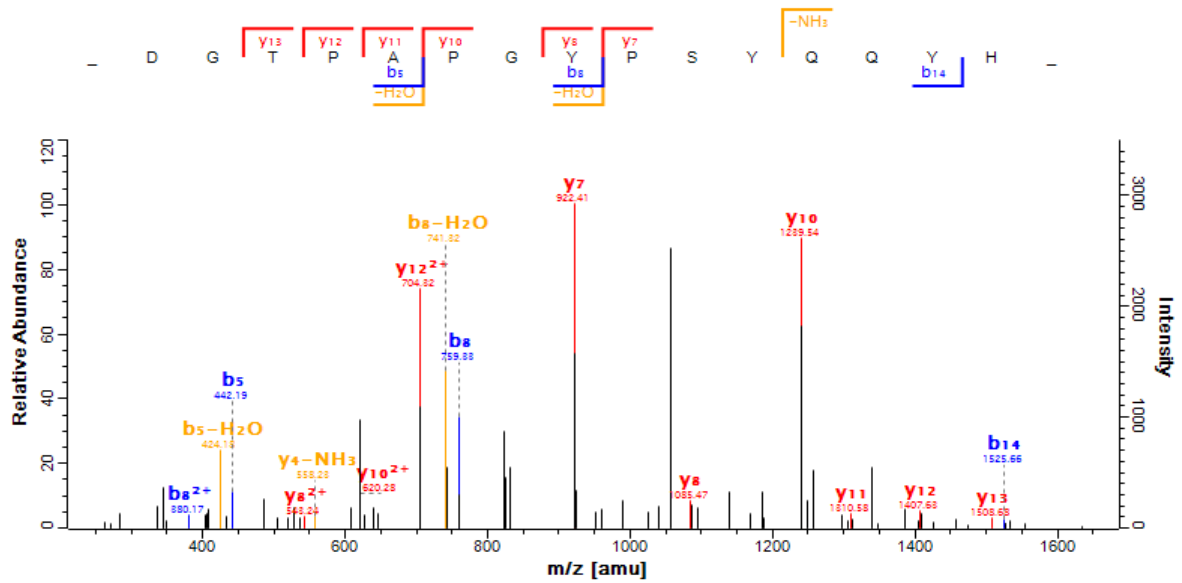 -NH₃
y₁₃ y₁₂ y₁₁ y₁₀ y₈ y₇
_ D G T P A P G Y P S Y Q Q Y H _
b₅ b₈ b₁₄
-H₂O -H₂O
120
100
80
60
40
20
0
Relative Abundance
3000
2000
1000
0
Intensity
y₇
922.41
y₁₀
1239.54
b₈-H₂O
741.32
y₁₂²⁺
704.32
b₈
759.33
b₅
442.19
b₅-H₂O
424.18
y₄-NH₃
558.23
y₁₀²⁺
620.28
b₈²⁺
380.17
y₈²⁺
543.24
y₈
1085.47
y₁₁
1310.58
y₁₂
1407.63
y₁₃
1508.68
b₁₄
1525.66
400 600 800 1000 1200 1400 1600
m/z [amu]